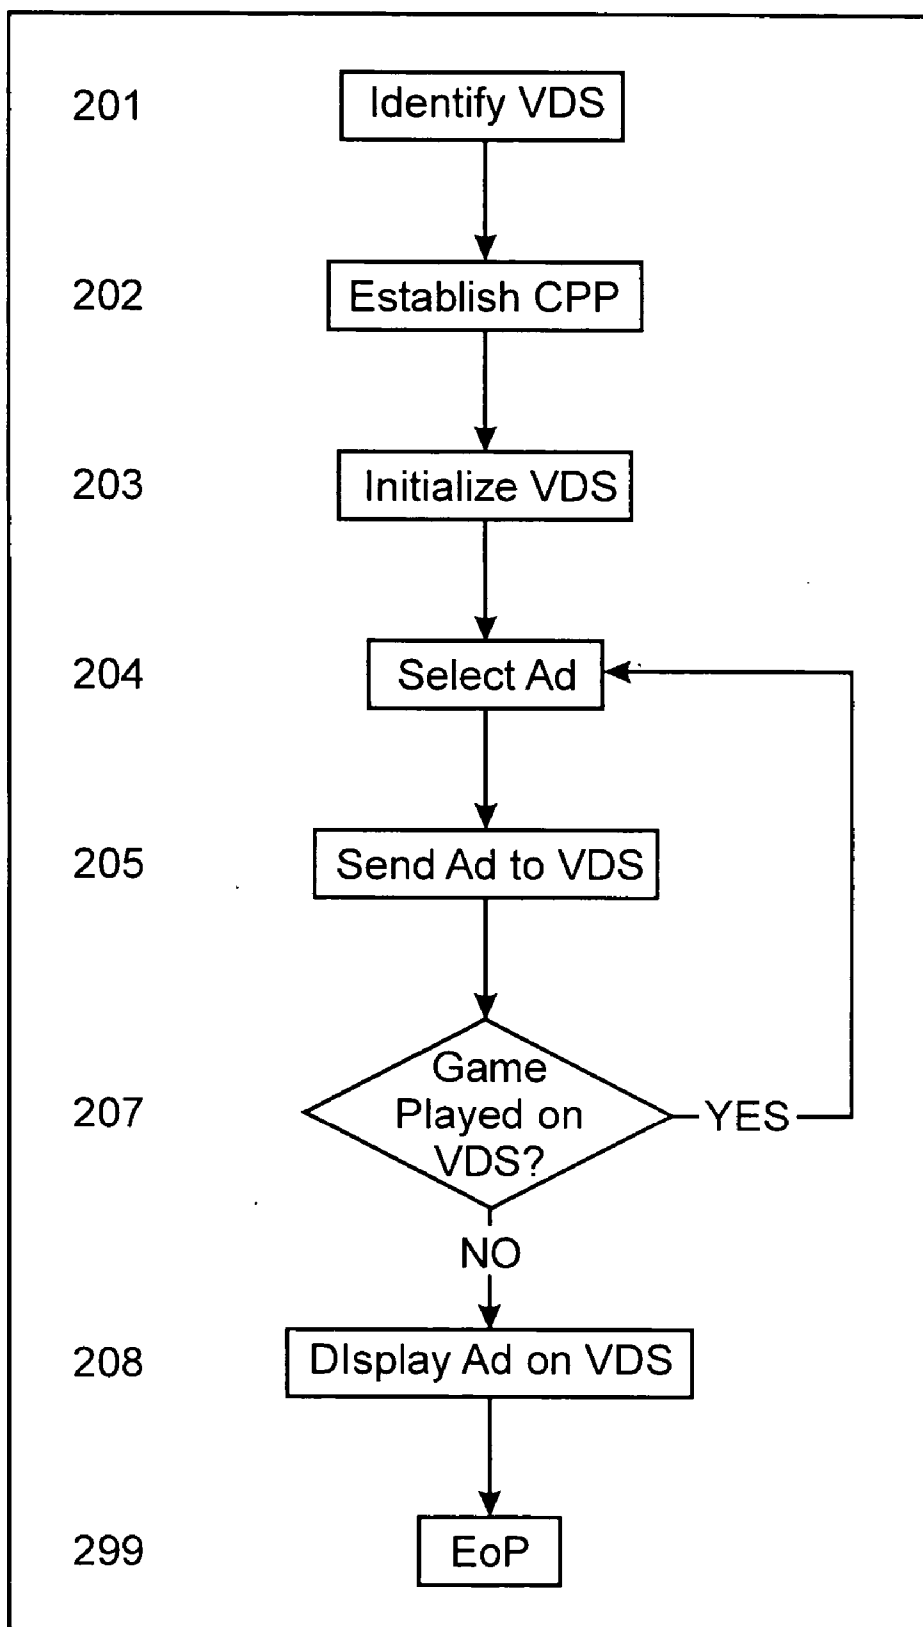 201
Identify VDS
202
Establish CPP
203
Initialize VDS
204
Select Ad
205
Send Ad to VDS
207
Game
Played on
VDS?
YES
NO
208
DIsplay Ad on VDS
299
EoP